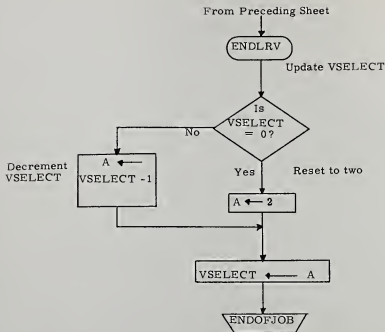 From Preceding Sheet
ENDLRV
Update VSELECT
Is
VSELECT
= 0?
No
Yes
Decrement
VSELECT
A ←
VSELECT - 1
Reset to two
A ← 2
VSELECT ← A
ENDOFJOB